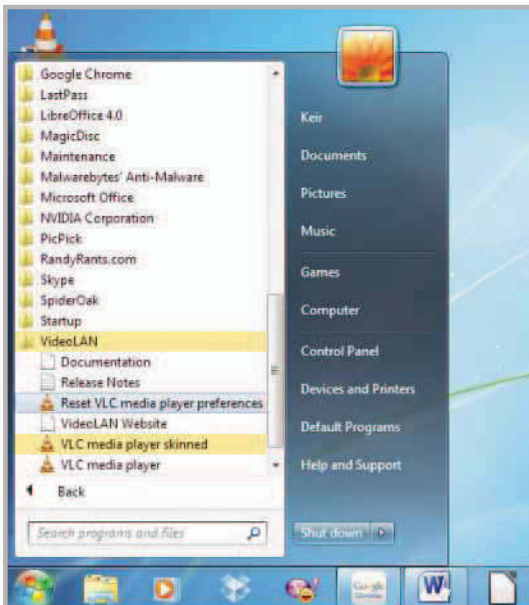 Google Chrome
LastPass
LibreOffice 4.0
MagicDisc
Maintenance
Malwarebytes' Anti-Malware
Microsoft Office
NVIDIA Corporation
PicPick
RandyRants.com
Skype
SpiderOak
Startup
VideoLAN
Documentation
Release Notes
Reset VLC media player preferences
VideoLAN Website
VLC media player skinned
VLC media player
Back
Search programs and files
Keir
Documents
Pictures
Music
Games
Computer
Control Panel
Devices and Printers
Default Programs
Help and Support
Shut down
Google
W